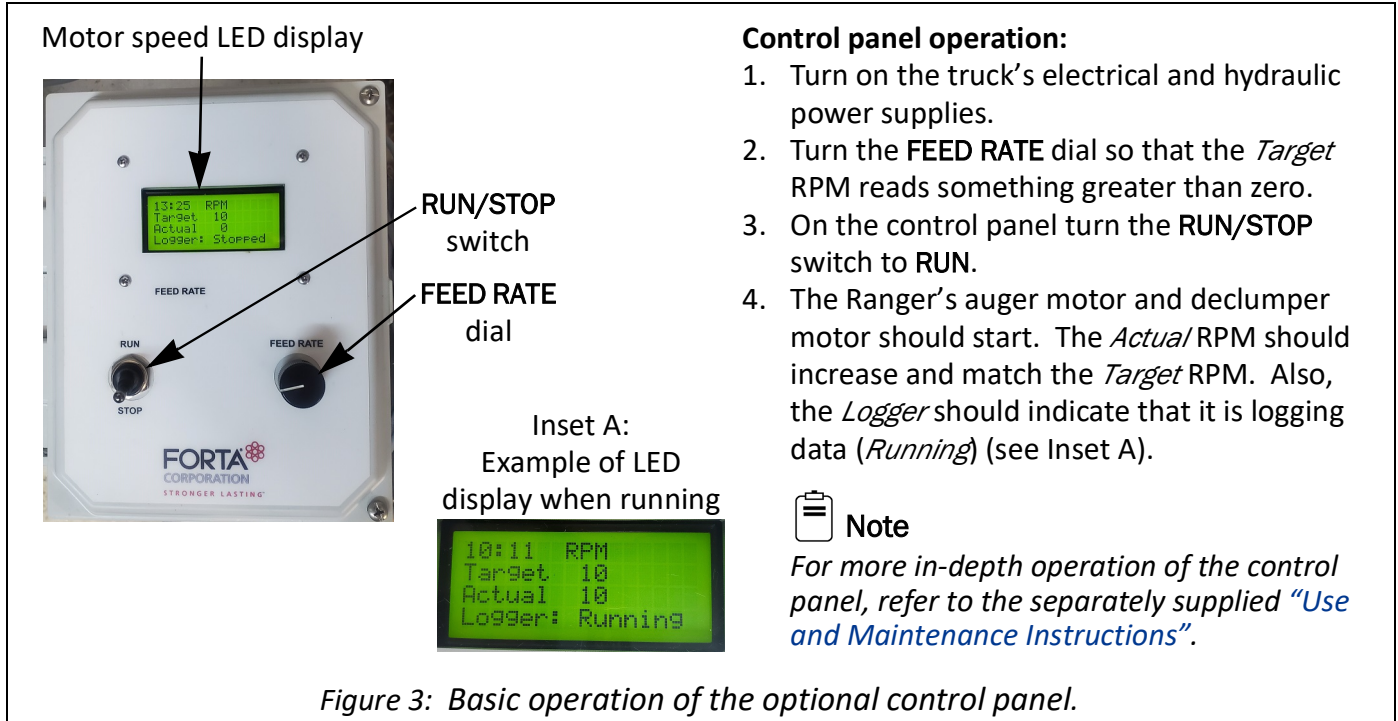 Motor speed LED display
13:25 RPM
Target 10
Actual 0
Logger: Stopped
FEED RATE
RUN
FEED RATE
STOP
FORTA
CORPORATION
STRONGER LASTING
RUN/STOP
switch
FEED RATE
dial
Inset A:
Example of LED
display when running
10:11 RPM
Target 10
Actual 10
Logger: Running
Control panel operation:
1. Turn on the truck’s electrical and hydraulic
power supplies.
2. Turn the FEED RATE dial so that the Target
RPM reads something greater than zero.
3. On the control panel turn the RUN/STOP
switch to RUN.
4. The Ranger’s auger motor and declumper
motor should start. The Actual RPM should
increase and match the Target RPM. Also,
the Logger should indicate that it is logging
data (Running) (see Inset A).
Note
For more in-depth operation of the control
panel, refer to the separately supplied “Use
and Maintenance Instructions”.
Figure 3: Basic operation of the optional control panel.